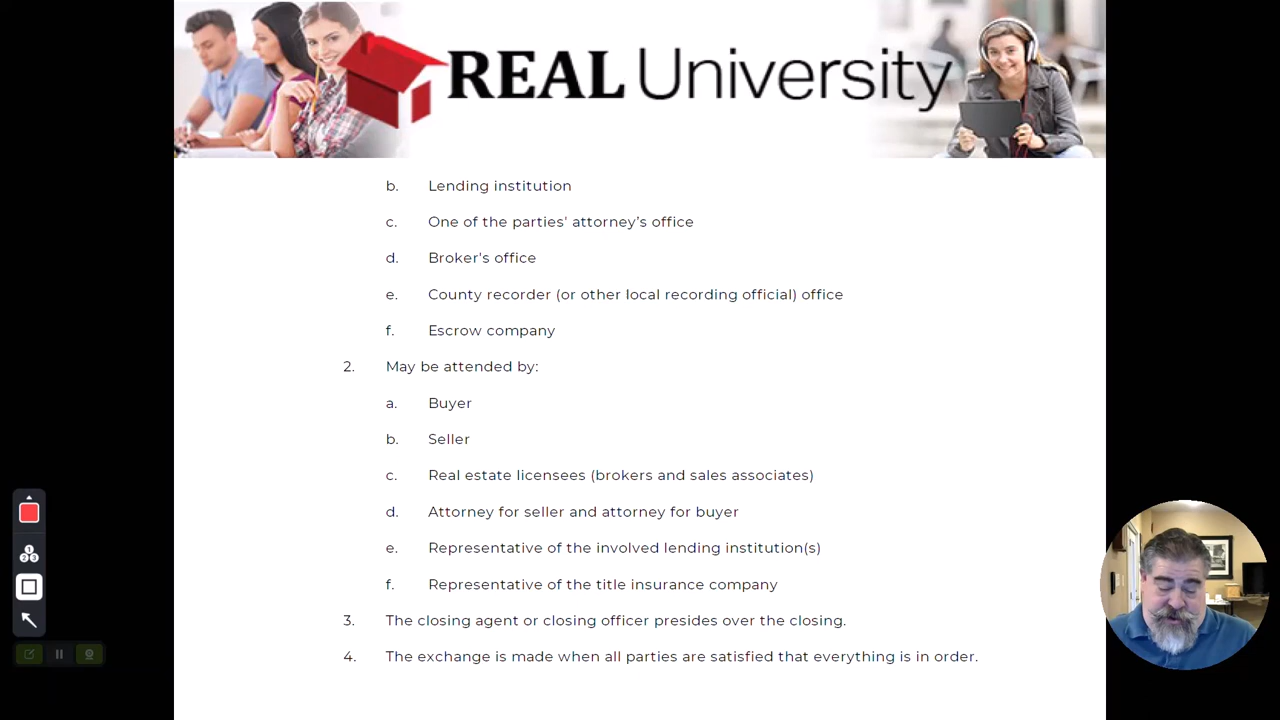 REAL University
b. Lending institution
c. One of the parties' attorney’s office
d. Broker's office
e. County recorder (or other local recording official) office
f. Escrow company
2. May be attended by:
a. Buyer
b. Seller
c. Real estate licensees (brokers and sales associates)
d. Attorney for seller and attorney for buyer
e. Representative of the involved lending institution(s)
f. Representative of the title insurance company
3. The closing agent or closing officer presides over the closing.
4. The exchange is made when all parties are satisfied that everything is in order.